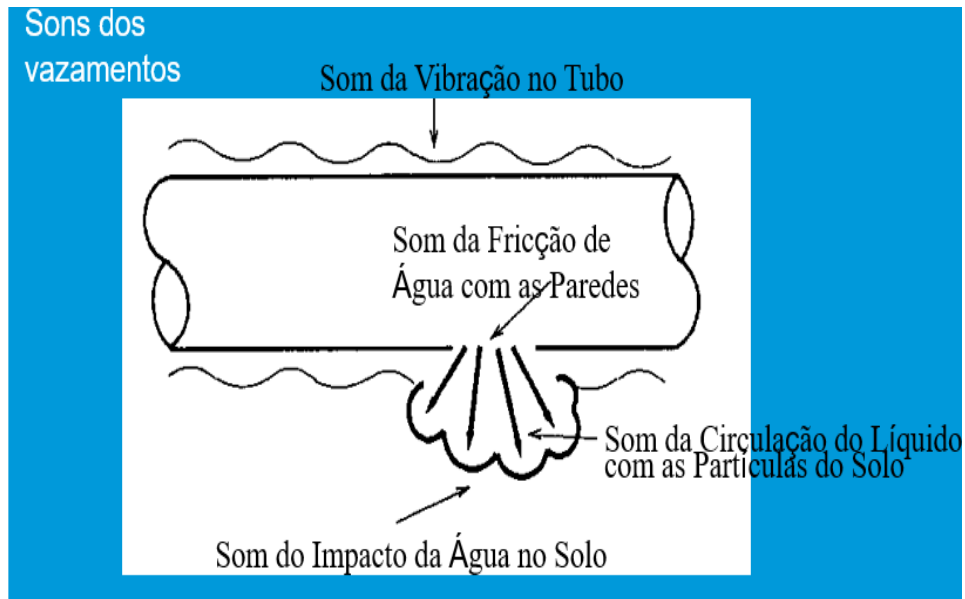 Sons dos
vazamentos
Som da Vibração no Tubo
Som da Fricção de
Água com as Paredes
Som da Circulação do Líquido
com as Partículas do Solo
Som do Impacto da Água no Solo